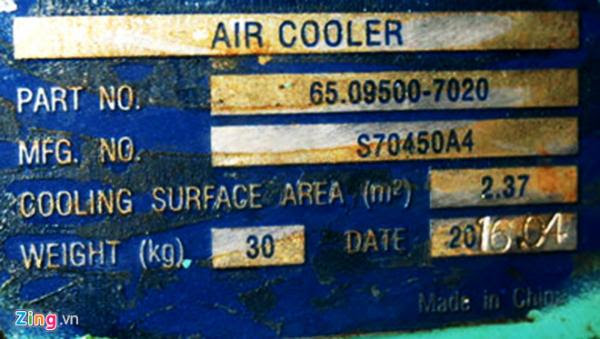 AIR COOLER
PART NO. 65.09500-7020
MFG. NO. S70450A4
COOLING SURFACE AREA (m²) 2.37
WEIGHT (kg) 30 DATE 2016.04
Made in China
Zing.vn